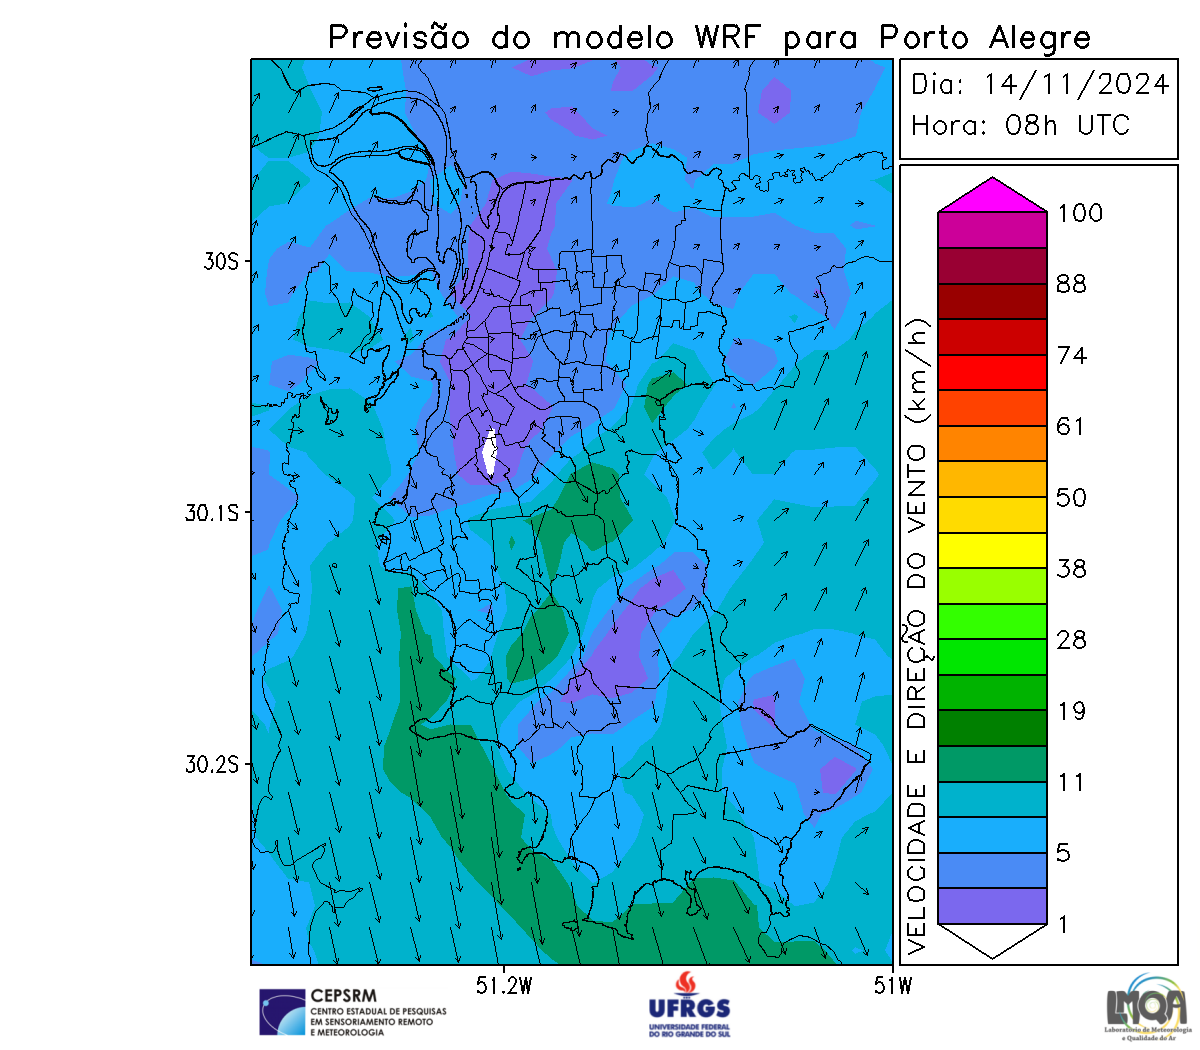 Previsão do modelo WRF para Porto Alegre
Dia: 14/11/2024
Hora: 08h UTC
30S
30.1S
30.2S
51.2W
51W
VELOCIDADE E DIREÇÃO DO VENTO (km/h)
100
88
74
61
50
38
28
19
11
5
1
CEPSRM
CENTRO ESTADUAL DE PESQUISAS
EM SENSORIAMENTO REMOTO
E METEOROLOGIA
UFRGS
UNIVERSIDADE FEDERAL
DO RIO GRANDE DO SUL
LMQA
Laboratório de Meteorologia
e Qualidade do Ar